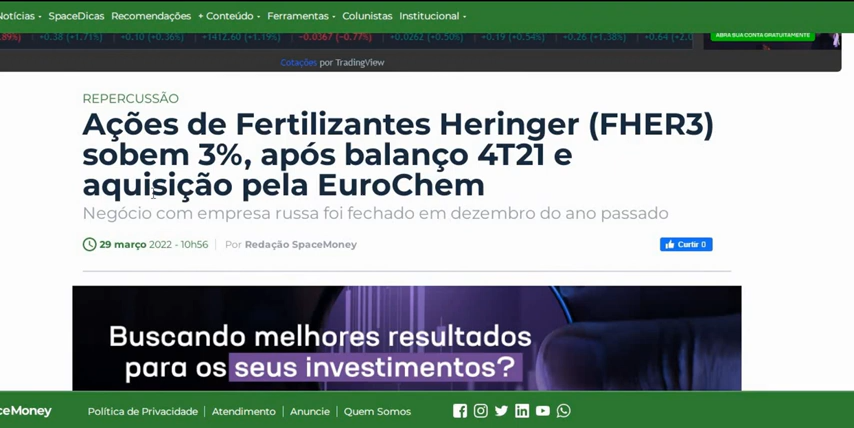 Notícias SpaceDicas Recomendações + Conteúdo Ferramentas Colunistas Institucional
.89%) +0.38 (+1.71%) +0.10 (+0.36%) +1412.60 (+1.19%) -0.0367 (-0.77%) +0.0262 (+0.50%) +0.19 (+0.54%) +0.26 (+1.38%) +0.64 (+2.0
ABRA SUA CONTA GRATUITAMENTE
Cotações por TradingView
REPERCUSSÃO
Ações de Fertilizantes Heringer (FHER3)
sobem 3%, após balanço 4T21 e
aquisição pela EuroChem
Negócio com empresa russa foi fechado em dezembro do ano passado
29 março 2022 - 10h56 | Por Redação SpaceMoney
Curtir 0
Buscando melhores resultados
para os seus investimentos?
ceMoney Política de Privacidade | Atendimento | Anuncie | Quem Somos